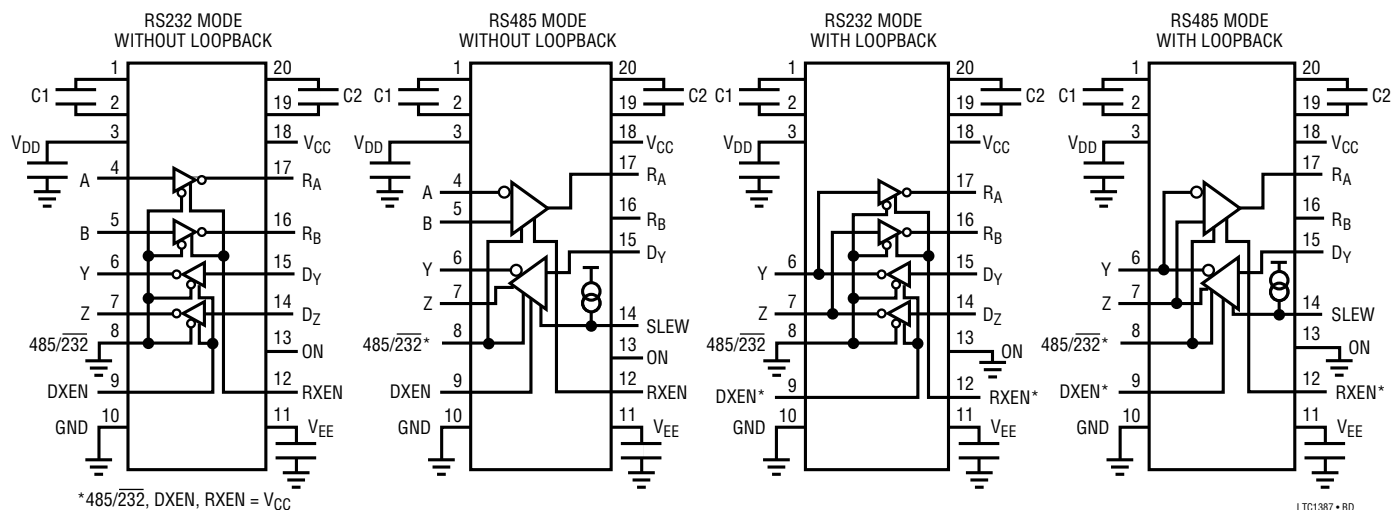 RS232 MODE
WITHOUT LOOPBACK
1
20
C1
C2
2
19
3
18
VDD
VCC
4
17
A
RA
5
16
B
RB
6
15
Y
DY
7
14
Z
DZ
8
485/232
13
ON
9
12
DXEN
RXEN
10
11
GND
VEE
*485/232, DXEN, RXEN = VCC
RS485 MODE
WITHOUT LOOPBACK
1
20
C1
C2
2
19
3
18
VDD
VCC
17
4
RA
A
5
16
B
RB
15
6
DY
Y
7
Z
14
8
SLEW
485/232*
13
ON
9
12
DXEN
RXEN
10
11
GND
VEE
RS232 MODE
WITH LOOPBACK
1
20
C1
C2
2
19
3
18
VDD
VCC
17
RA
16
RB
6
15
Y
DY
7
14
Z
DZ
8
485/232
13
ON
9
12
DXEN*
RXEN*
10
11
GND
VEE
RS485 MODE
WITH LOOPBACK
1
20
C1
C2
2
19
3
18
VDD
VCC
17
RA
16
RB
15
6
DY
Y
7
Z
14
8
SLEW
485/232*
13
ON
9
12
DXEN*
RXEN*
10
11
GND
VEE
LTC1387 • BD